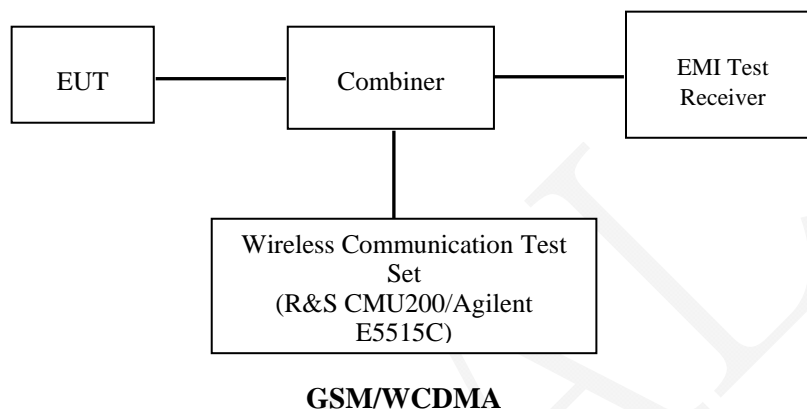 EUT
Combiner
EMI Test
Receiver
Wireless Communication Test
Set
(R&S CMU200/Agilent
E5515C)
GSM/WCDMA